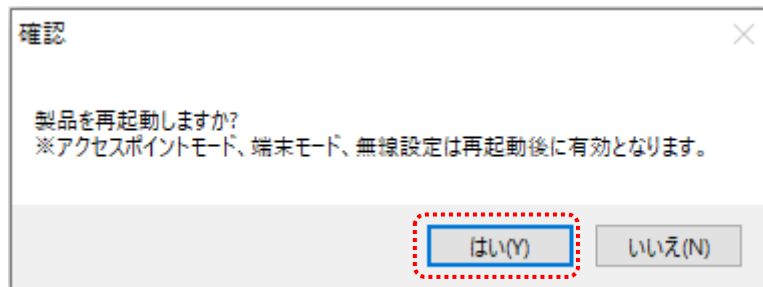 確認
製品を再起動しますか?
※アクセスポイントモード、端末モード、無線設定は再起動後に有効となります。
はい(Y)
いいえ(N)